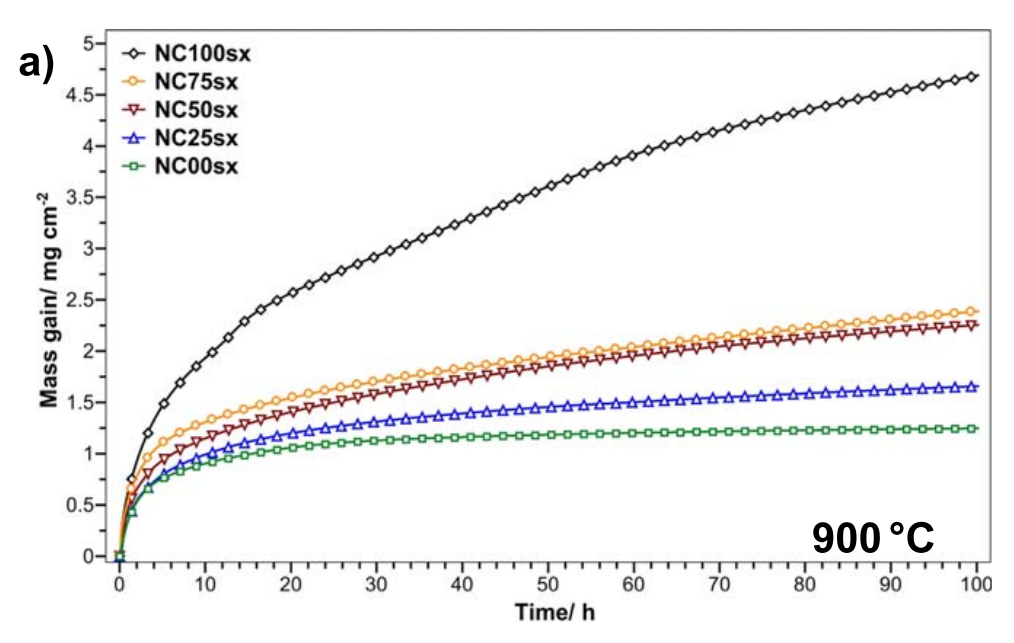 a)
NC100sx
NC75sx
NC50sx
NC25sx
NC00sx
Mass gain/ mg cm⁻²
5
4.5
4
3.5
3
2.5
2
1.5
1
0.5
0
900 °C
0 10 20 30 40 50 60 70 80 90 100
Time/ h